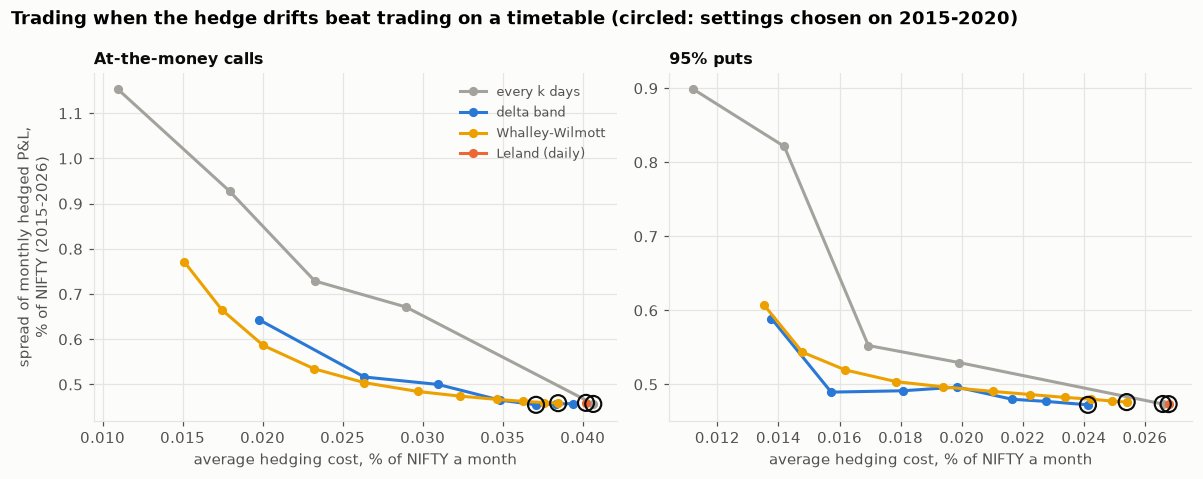 Trading when the hedge drifts beat trading on a timetable (circled: settings chosen on 2015-2020)
At-the-money calls
spread of monthly hedged P&L,
% of NIFTY (2015-2026)
1.1
1.0
0.9
0.8
0.7
0.6
0.5
every k days
delta band
Whalley-Wilmott
Leland (daily)
0.010 0.015 0.020 0.025 0.030 0.035 0.040
average hedging cost, % of NIFTY a month
95% puts
0.9
0.8
0.7
0.6
0.5
0.012 0.014 0.016 0.018 0.020 0.022 0.024 0.026
average hedging cost, % of NIFTY a month